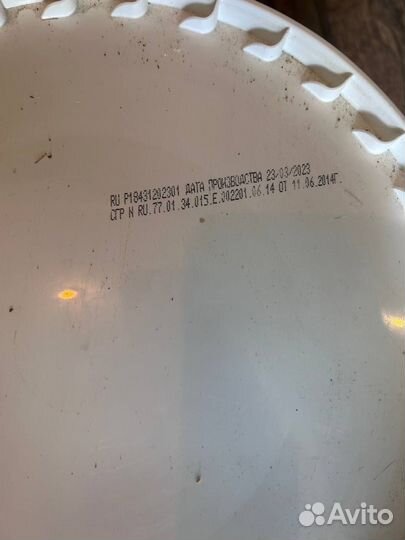 RU P18431202301 ДАТА ПРОИЗВОДСТВА 23/03/2023
СГР N RU.77.01.34.015.Е.002201.06.14 ОТ 11.06.2014Г.
Avito